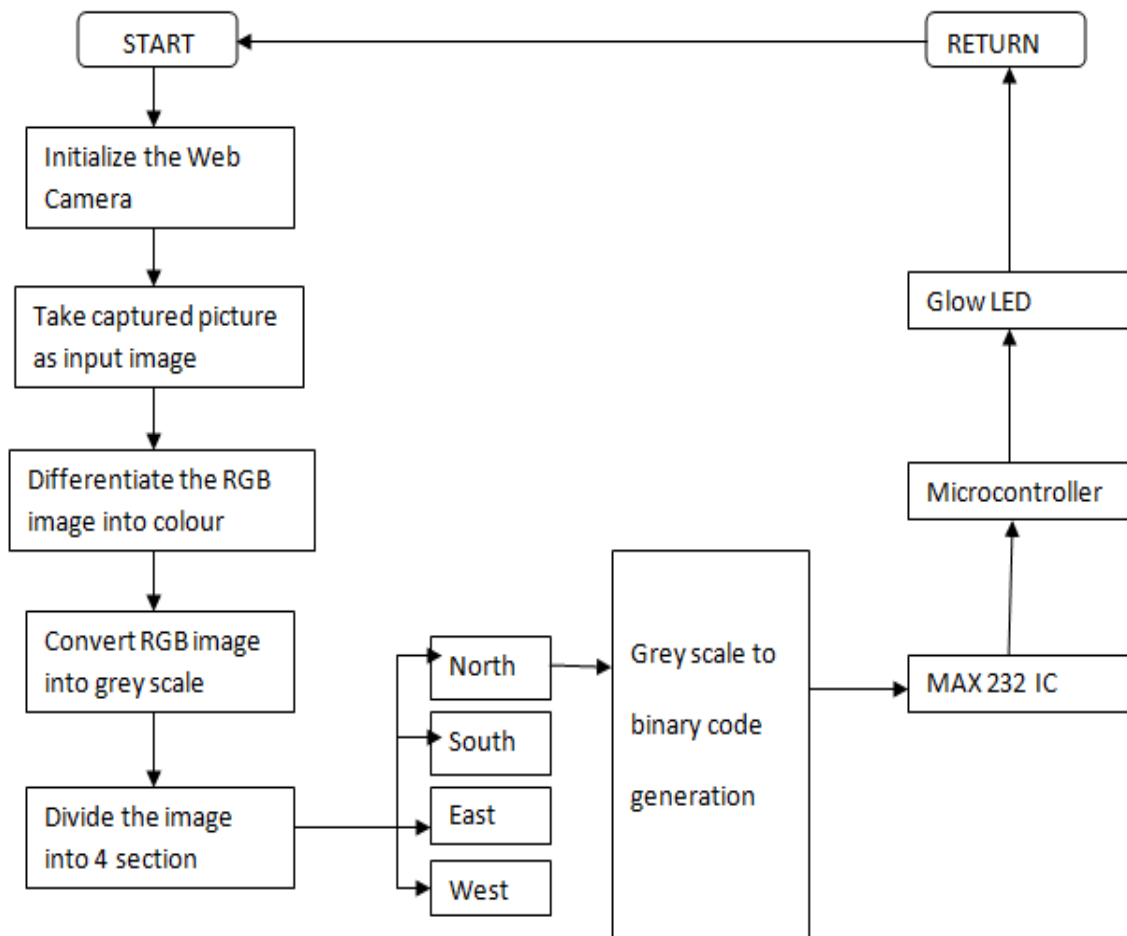 START
RETURN
Initialize the Web
Camera
Take captured picture
as input image
Differentiate the RGB
image into colour
Convert RGB image
into grey scale
Divide the image
into 4 section
North
South
East
West
Grey scale to
binary code
generation
MAX 232 IC
Microcontroller
Glow LED